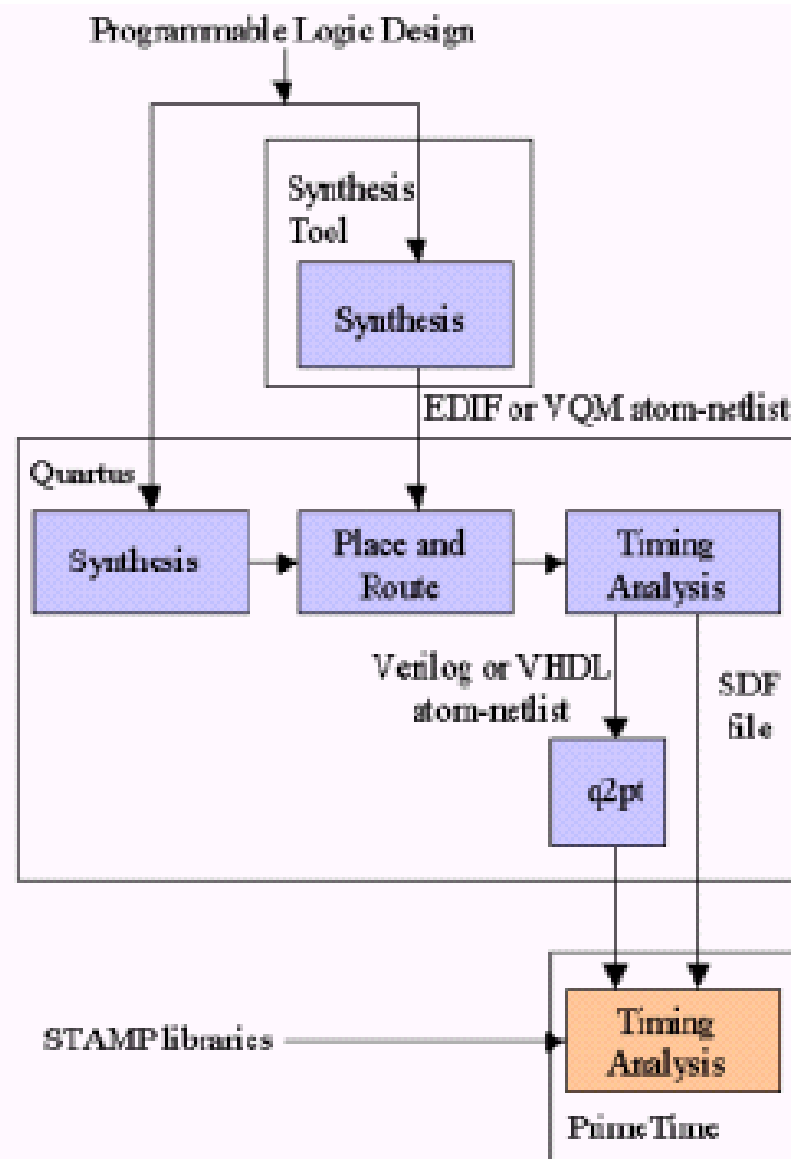 Programmable Logic Design
Synthesis
Tool
Synthesis
EDIF or VQM atom-netlist
Quartus
Synthesis
Place and
Route
Timing
Analysis
Verilog or VHDL
atom-netlist
SDF
file
q2pt
STAMP libraries
Timing
Analysis
PrimeTime